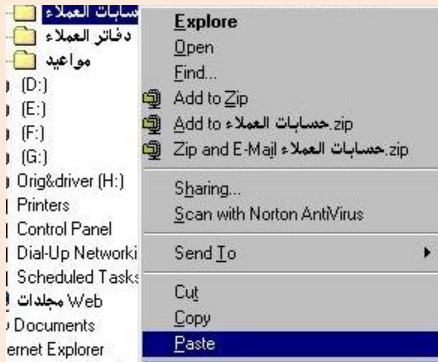 حسابات العملاء
دفاتر العملاء
مواعيد
(D:)
(E:)
(F:)
(G:)
Orig&driver (H:)
Printers
Control Panel
Dial-Up Networki
Scheduled Tasks
مجلدات Web
Documents
ernet Explorer
Explore
Open
Find...
Add to Zip
Add to حسابات العملاء.zip
Zip and E-Mail حسابات العملاء.zip
Sharing...
Scan with Norton AntiVirus
Send To
Cut
Copy
Paste